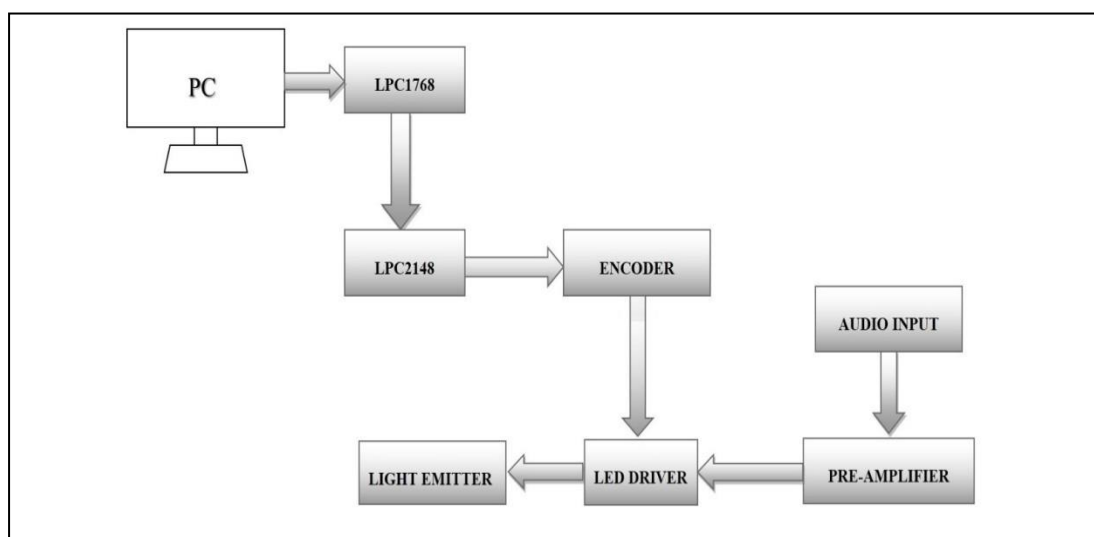 PC
LPC1768
LPC2148
ENCODER
AUDIO INPUT
LIGHT EMITTER
LED DRIVER
PRE-AMPLIFIER